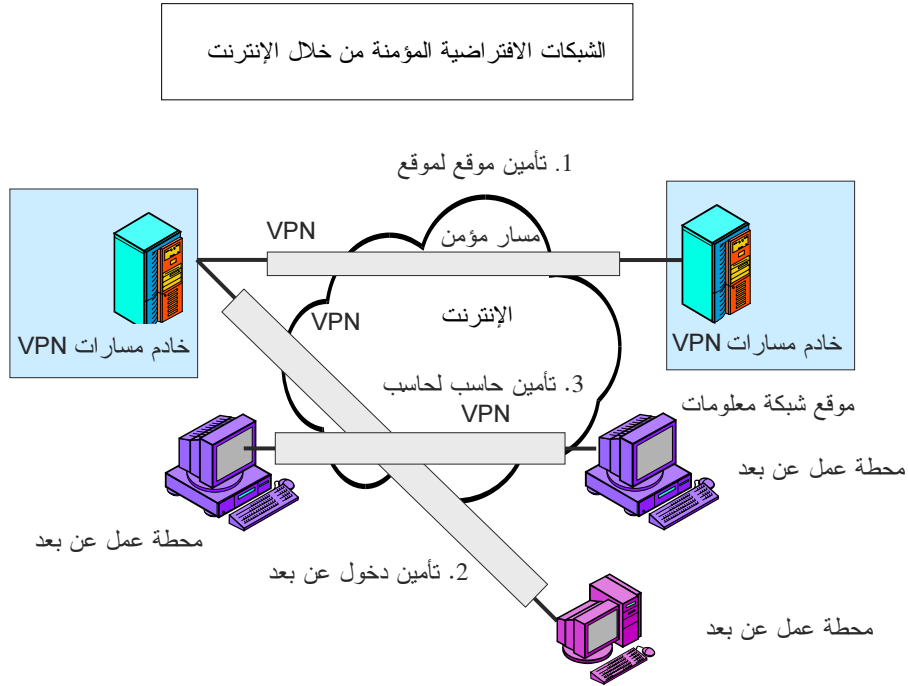 الشبكات الافتراضية المؤمنة من خلال الإنترنت
1. تأمين موقع لموقع
VPN
مسار مؤمن
VPN
الإنترنت
خادم مسارات VPN
خادم مسارات VPN
3. تأمين حاسب لحاسب
VPN
موقع شبكة معلومات
محطة عمل عن بعد
محطة عمل عن بعد
2. تأمين دخول عن بعد
محطة عمل عن بعد